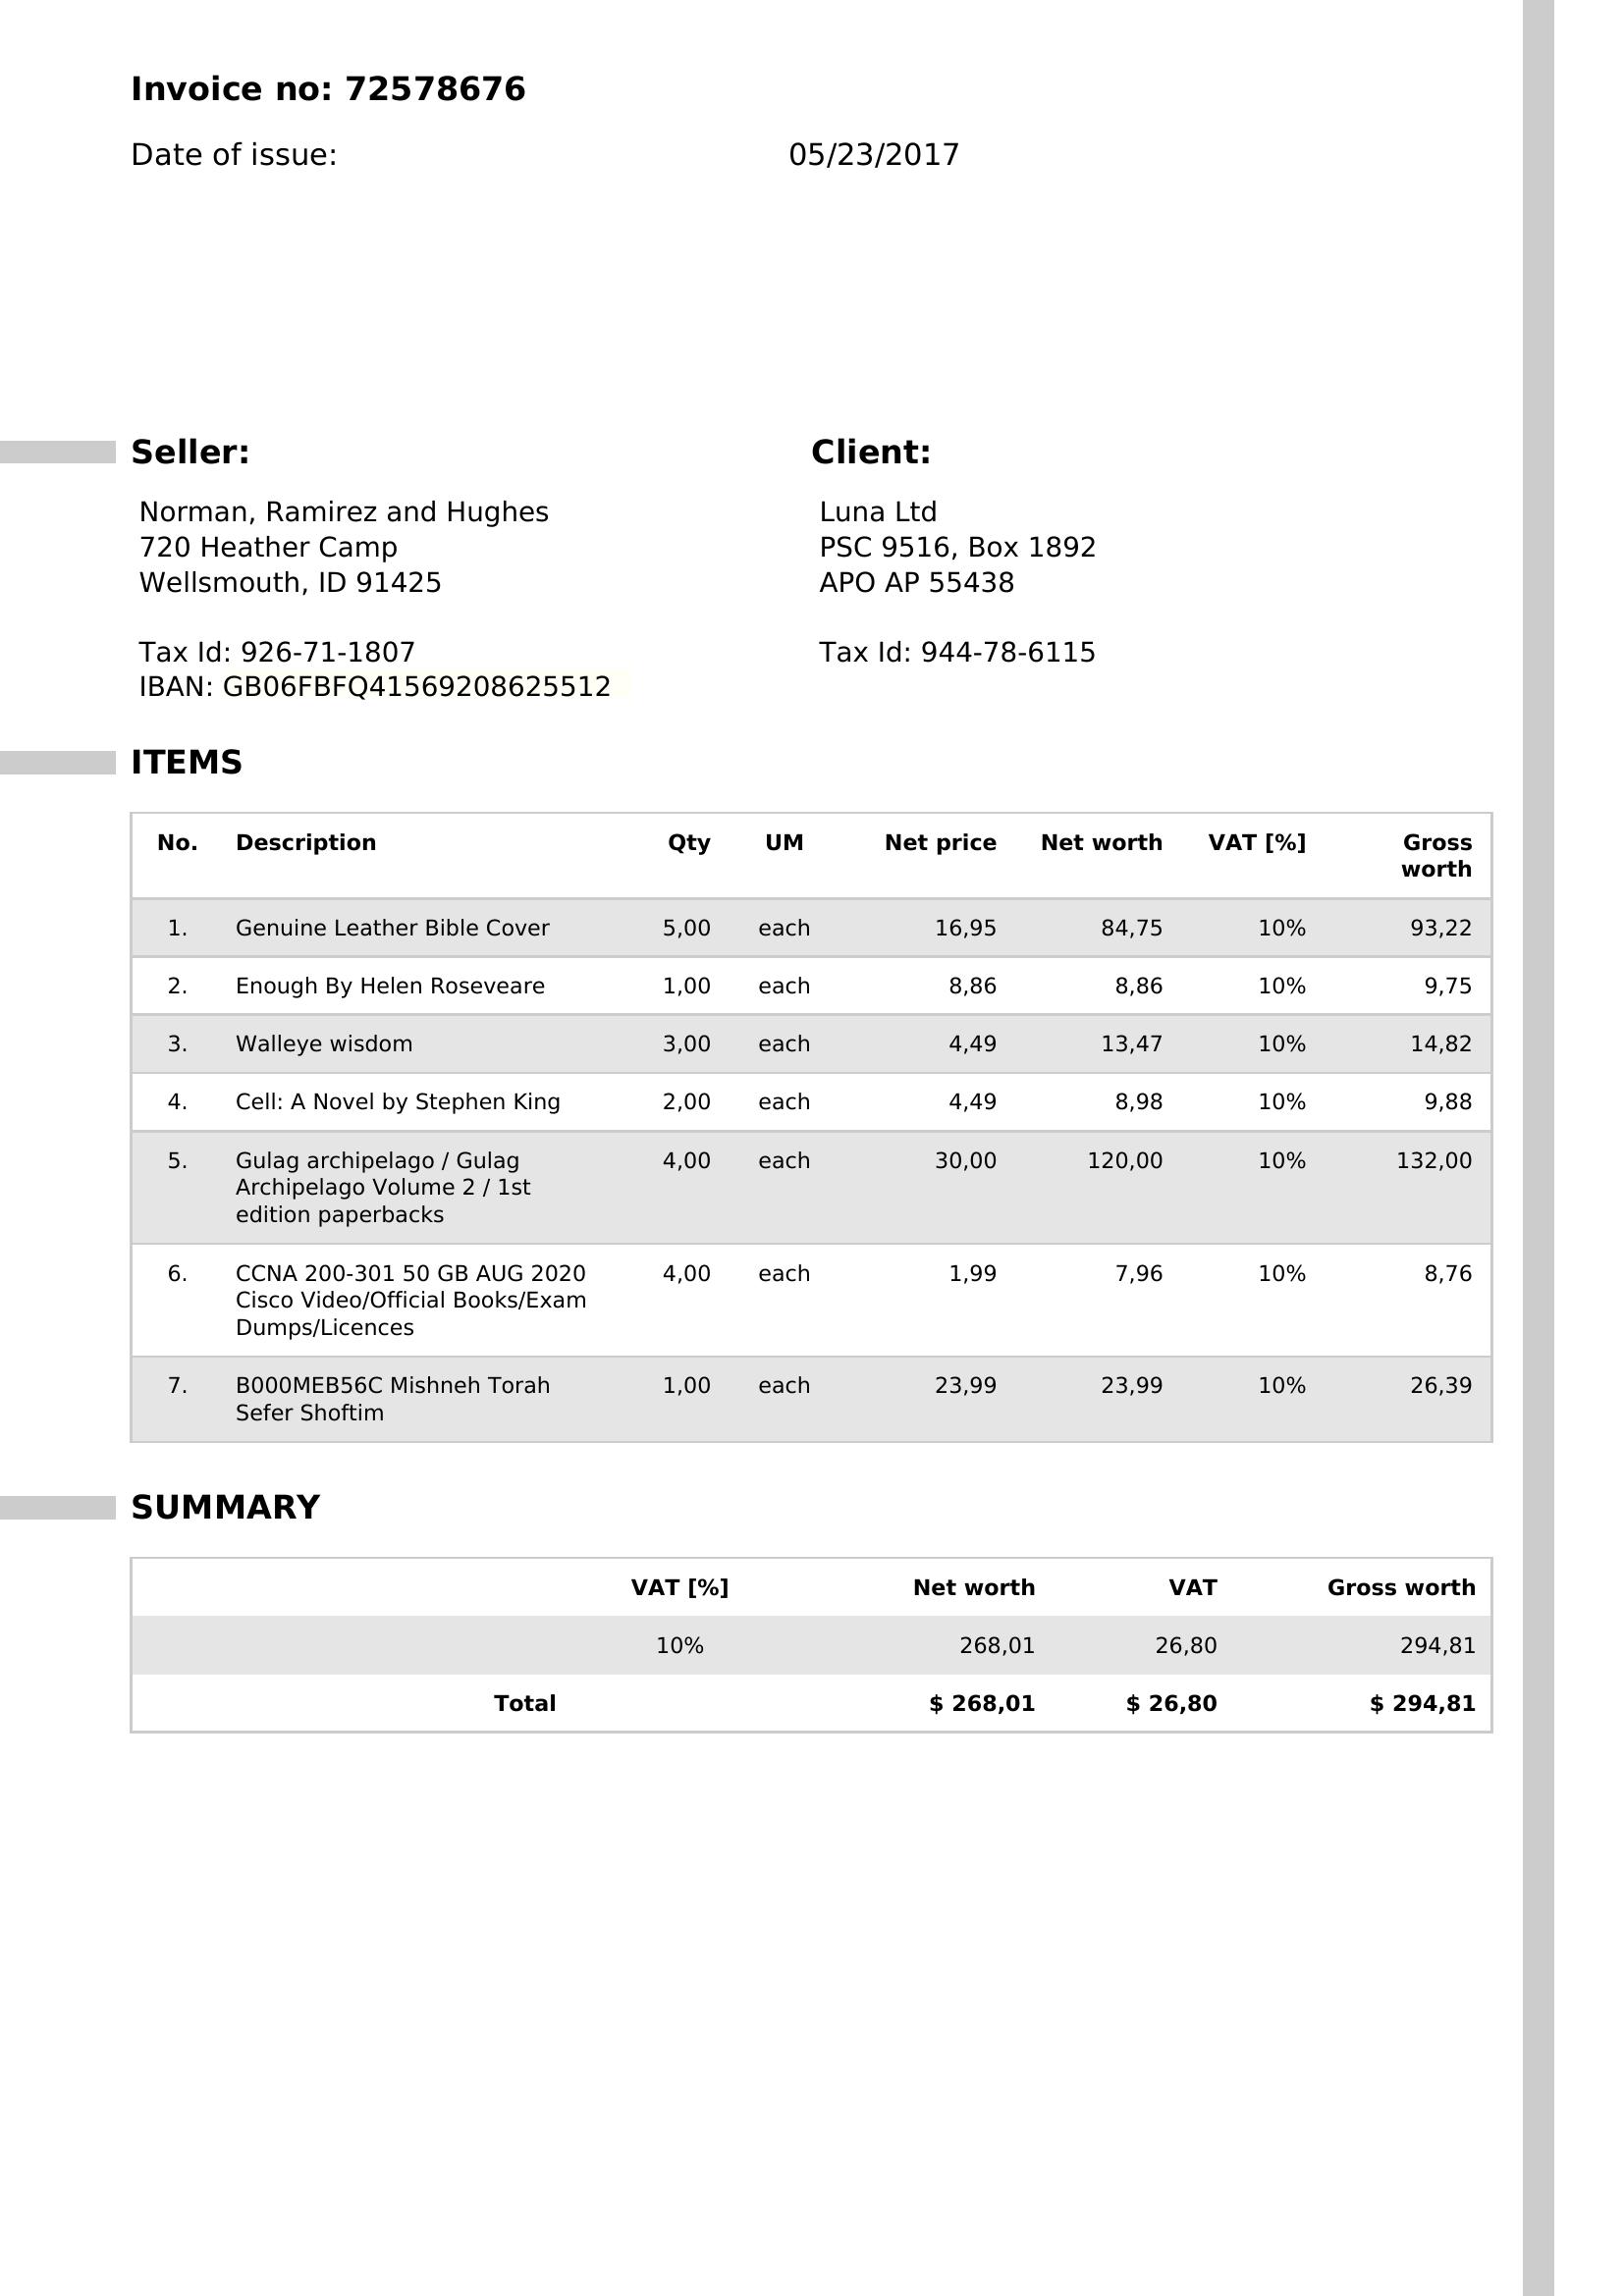 Invoice no: 72578676
Date of issue: 05/23/2017
Seller: Client:
Norman, Ramirez and Hughes Luna Ltd
720 Heather Camp PSC 9516, Box 1892
Wellsmouth, ID 91425 APO AP 55438
Tax Id: 926-71-1807 Tax Id: 944-78-6115
IBAN: GB06FBFQ41569208625512
ITEMS
No. Description Qty UM Net price Net worth VAT [%] Gross
worth
1. Genuine Leather Bible Cover 5,00 each 16,95 84,75 10% 93,22
2. Enough By Helen Roseveare 1,00 each 8,86 8,86 10% 9,75
3. Walleye wisdom 3,00 each 4,49 13,47 10% 14,82
4. Cell: A Novel by Stephen King 2,00 each 4,49 8,98 10% 9,88
5. Gulag archipelago / Gulag 4,00 each 30,00 120,00 10% 132,00
Archipelago Volume 2 / 1st
edition paperbacks
6. CCNA 200-301 50 GB AUG 2020 4,00 each 1,99 7,96 10% 8,76
Cisco Video/Official Books/Exam
Dumps/Licences
7. B000MEB56C Mishneh Torah 1,00 each 23,99 23,99 10% 26,39
Sefer Shoftim
SUMMARY
VAT [%] Net worth VAT Gross worth
10% 268,01 26,80 294,81
Total $ 268,01 $ 26,80 $ 294,81